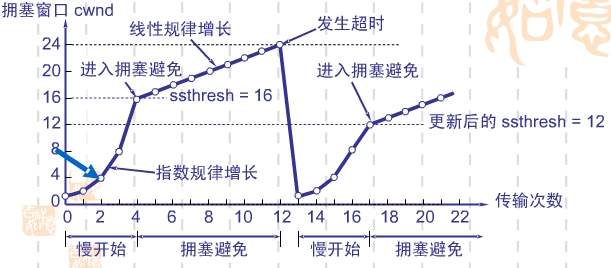 拥塞窗口 cwnd
线性规律增长
发生超时
24
20
进入拥塞避免
进入拥塞避免
16
ssthresh = 16
12
更新后的 ssthresh = 12
8
指数规律增长
4
0
传输次数
0 2 4 6 8 10 12 14 16 18 20 22
慢开始 拥塞避免 慢开始 拥塞避免